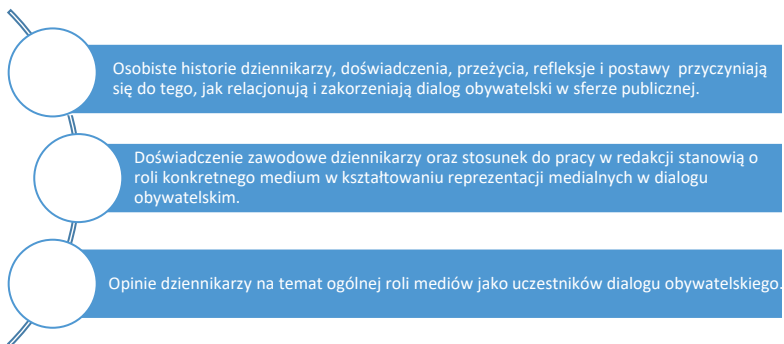 Osobiste historie dziennikarzy, doświadczenia, przeżycia, refleksje i postawy przyczyniają
się do tego, jak relacjonują i zakorzeniają dialog obywatelski w sferze publicznej.
Doświadczenie zawodowe dziennikarzy oraz stosunek do pracy w redakcji stanowią o
roli konkretnego medium w kształtowaniu reprezentacji medialnych w dialogu
obywatelskim.
Opinie dziennikarzy na temat ogólnej roli mediów jako uczestników dialogu obywatelskiego.